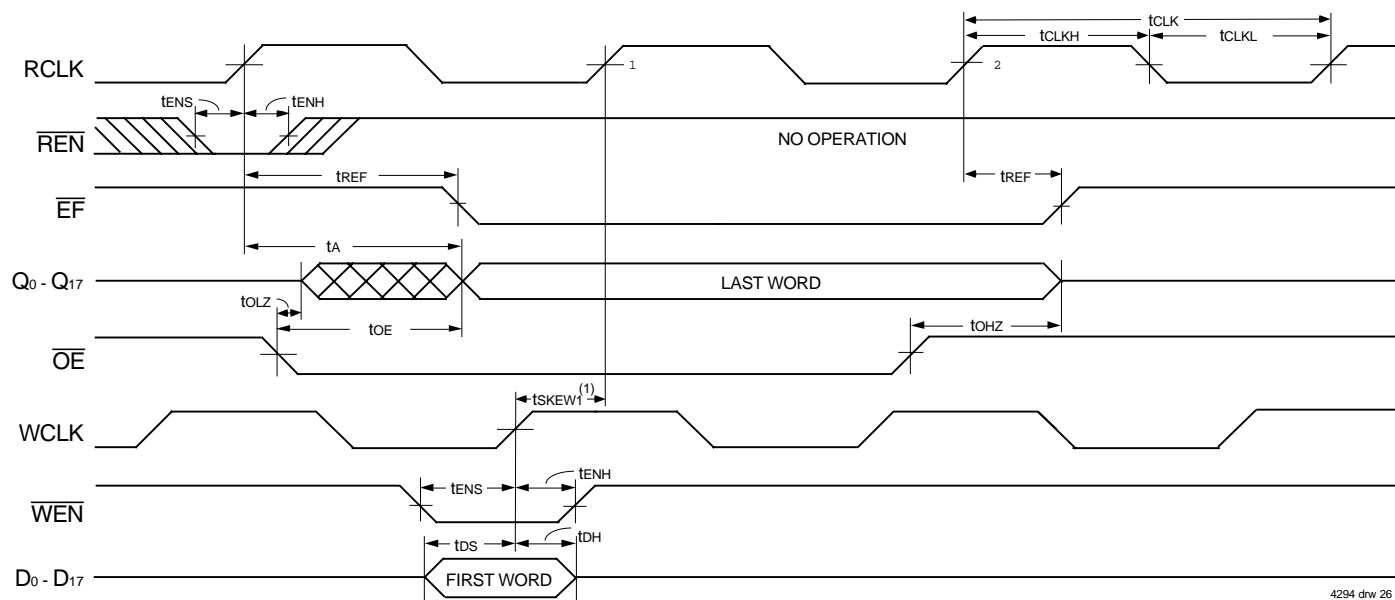 tCLK
tCLKH tCLKL
RCLK 1 2
tENS tENH
REN NO OPERATION
tREF tREF
EF
tA
Q0 - Q17 LAST WORD
tOLZ
tOE tOHZ
OE
tSKEW1(1)
WCLK
tENS tENH
WEN
tDS tDH
D0 - D17 FIRST WORD
4294 drw 26